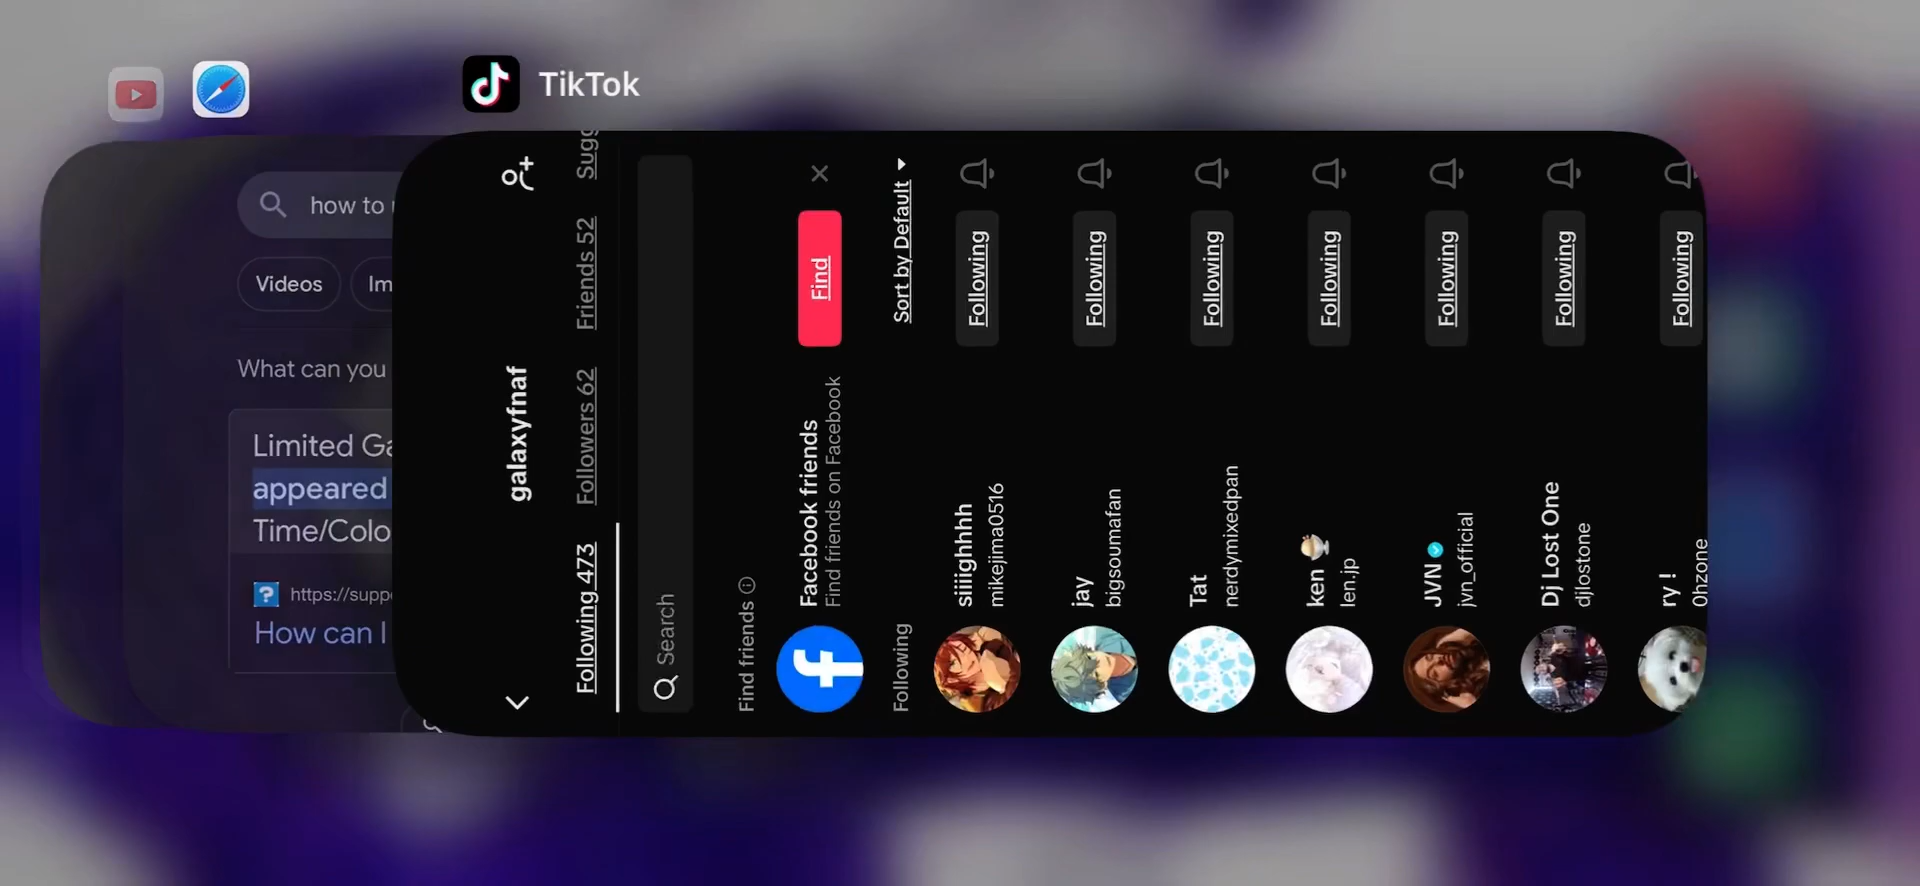 TikTok
how to
Videos
Im
What can you
Limited Ga
appeared
Time/Colo
https://suppo
How can I
galaxyfnaf
Following 473
Followers 62
Friends 52
Sugg
Search
Find friends
Facebook friends
Find friends on Facebook
Find
Following
Sort by Default
siiiighhhh
mikejima0516
Following
jay
bigsoumafan
Following
Tat
nerdymixedpan
Following
ken
len.jp
Following
JVN
jvn_official
Following
Dj Lost One
djlostone
Following
ry !
0hzone
Following